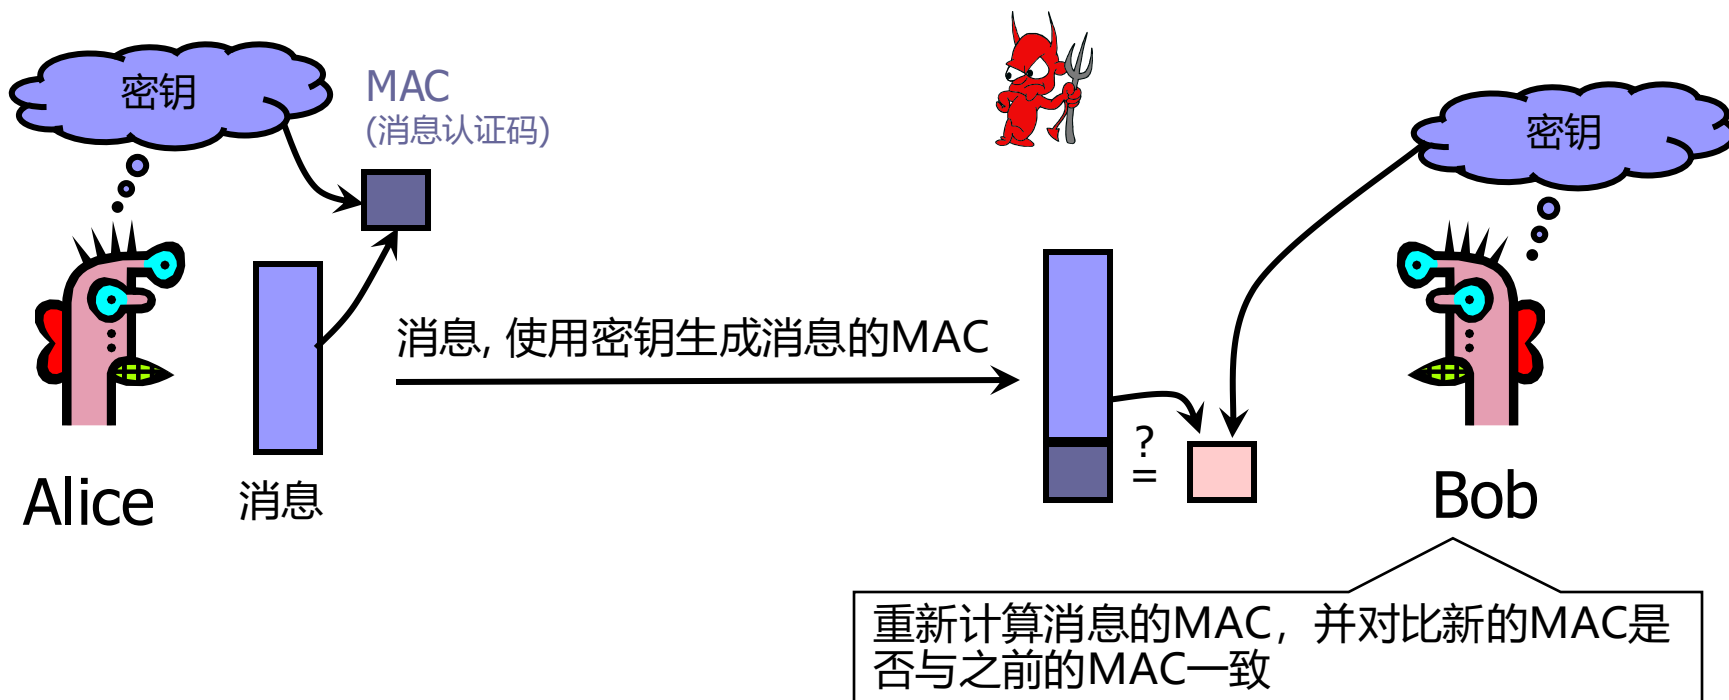 密钥
MAC
(消息认证码)
密钥
消息, 使用密钥生成消息的MAC
?
=
Alice
消息
Bob
重新计算消息的MAC，并对比新的MAC是
否与之前的MAC一致